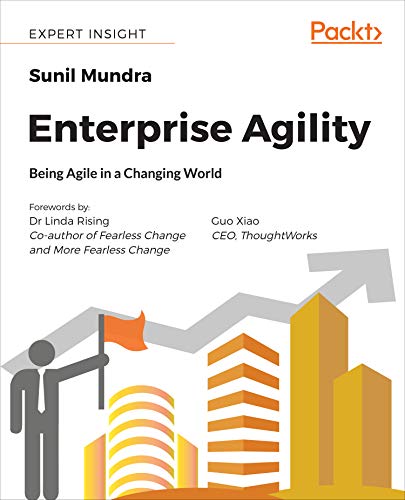 EXPERT INSIGHT
Packt>
Sunil Mundra
Enterprise Agility
Being Agile in a Changing World
Forewords by:
Dr Linda Rising
Co-author of Fearless Change
and More Fearless Change
Guo Xiao
CEO, ThoughtWorks